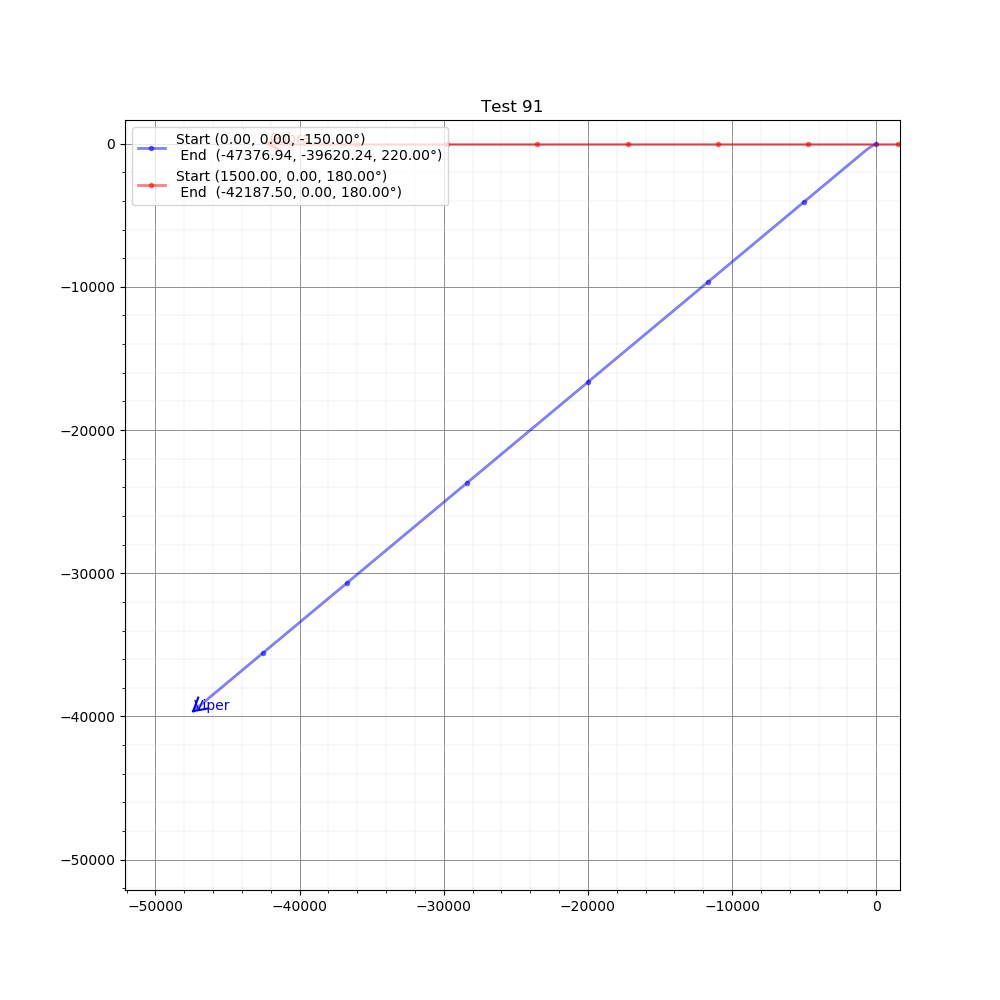 Test 91
Start (0.00, 0.00, -150.00°)
End (-47376.94, -39620.24, 220.00°)
Start (1500.00, 0.00, 180.00°)
End (-42187.50, 0.00, 180.00°)
0
−10000
−20000
−30000
−40000
−50000
Viper
−50000
−40000
−30000
−20000
−10000
0